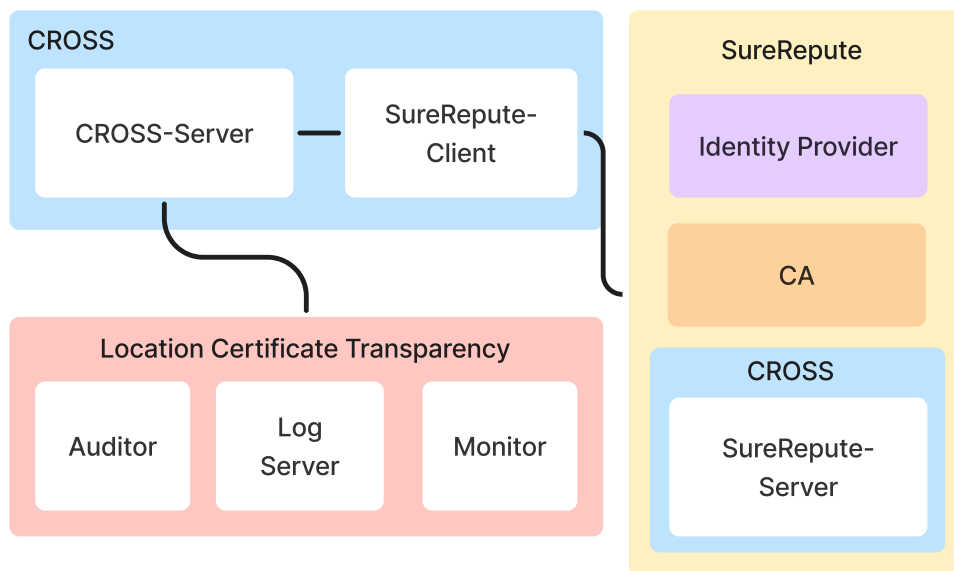 CROSS
CROSS-Server
SureRepute-
Client
Location Certificate Transparency
Auditor
Log
Server
Monitor
SureRepute
Identity Provider
CA
CROSS
SureRepute-
Server